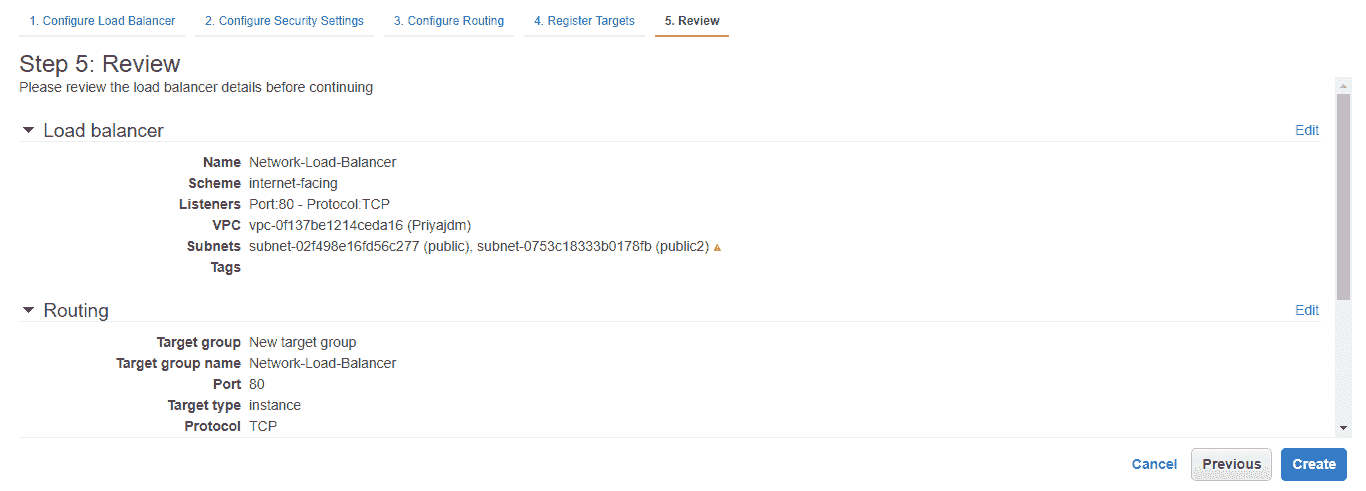 1. Configure Load Balancer 2. Configure Security Settings 3. Configure Routing 4. Register Targets 5. Review
Step 5: Review
Please review the load balancer details before continuing
Load balancer Edit
Name Network-Load-Balancer
Scheme internet-facing
Listeners Port:80 - Protocol:TCP
VPC vpc-0f137be1214ceda16 (Priyajdm)
Subnets subnet-02f498e16fd56c277 (public), subnet-0753c18333b0178fb (public2)
Tags
Routing Edit
Target group New target group
Target group name Network-Load-Balancer
Port 80
Target type instance
Protocol TCP
Cancel Previous Create